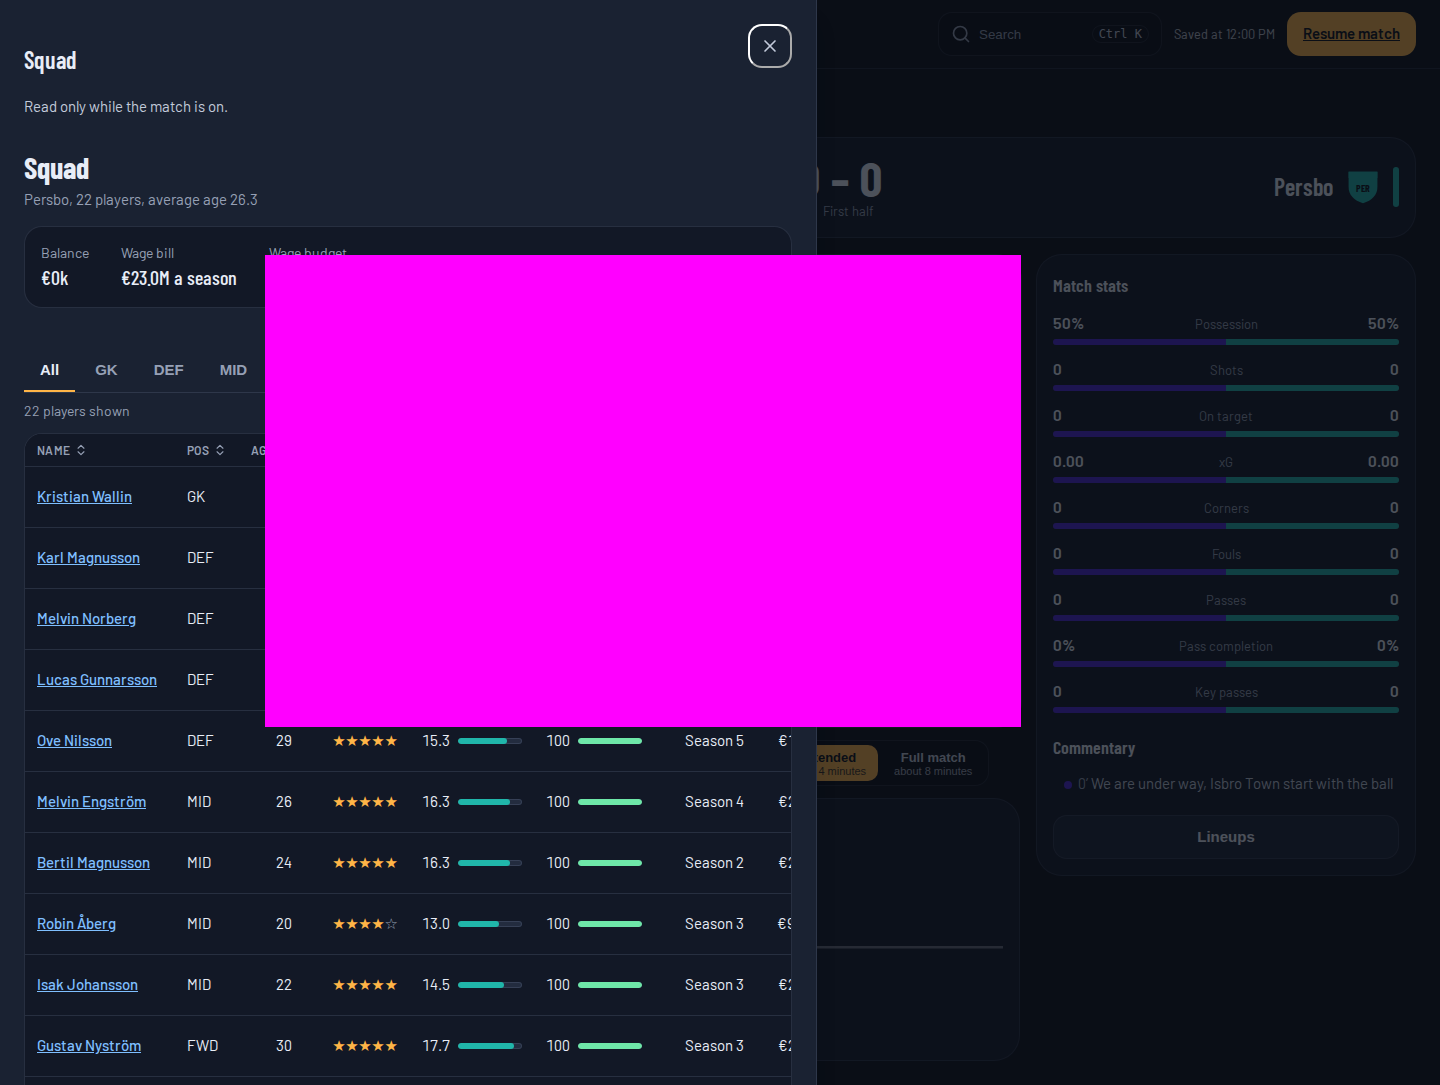 Squad
Read only while the match is on.
Squad
Persbo, 22 players, average age 26.3
Balance Wage bill Wage budget
€0k €23.0M a season
All GK DEF MID
22 players shown
NAME POS
Kristian Wallin GK
Karl Magnusson DEF
Melvin Norberg DEF
Lucas Gunnarsson DEF
Ove Nilsson DEF 29 ★★★★★ 15.3 100 Season 5
Melvin Engström MID 26 ★★★★★ 16.3 100 Season 4
Bertil Magnusson MID 24 ★★★★★ 16.3 100 Season 2
Robin Åberg MID 20 ★★★★☆ 13.0 100 Season 3
Isak Johansson MID 22 ★★★★★ 14.5 100 Season 3
Gustav Nyström FWD 30 ★★★★★ 17.7 100 Season 3
Search Ctrl K Saved at 12:00 PM Resume match
– 0 Persbo PER
First half
Match stats
50% Possession 50%
0 Shots 0
0 On target 0
0.00 xG 0.00
0 Corners 0
0 Fouls 0
0 Passes 0
0% Pass completion 0%
0 Key passes 0
Full match
4 minutes about 8 minutes
Commentary
0' We are under way, Isbro Town start with the ball
Lineups